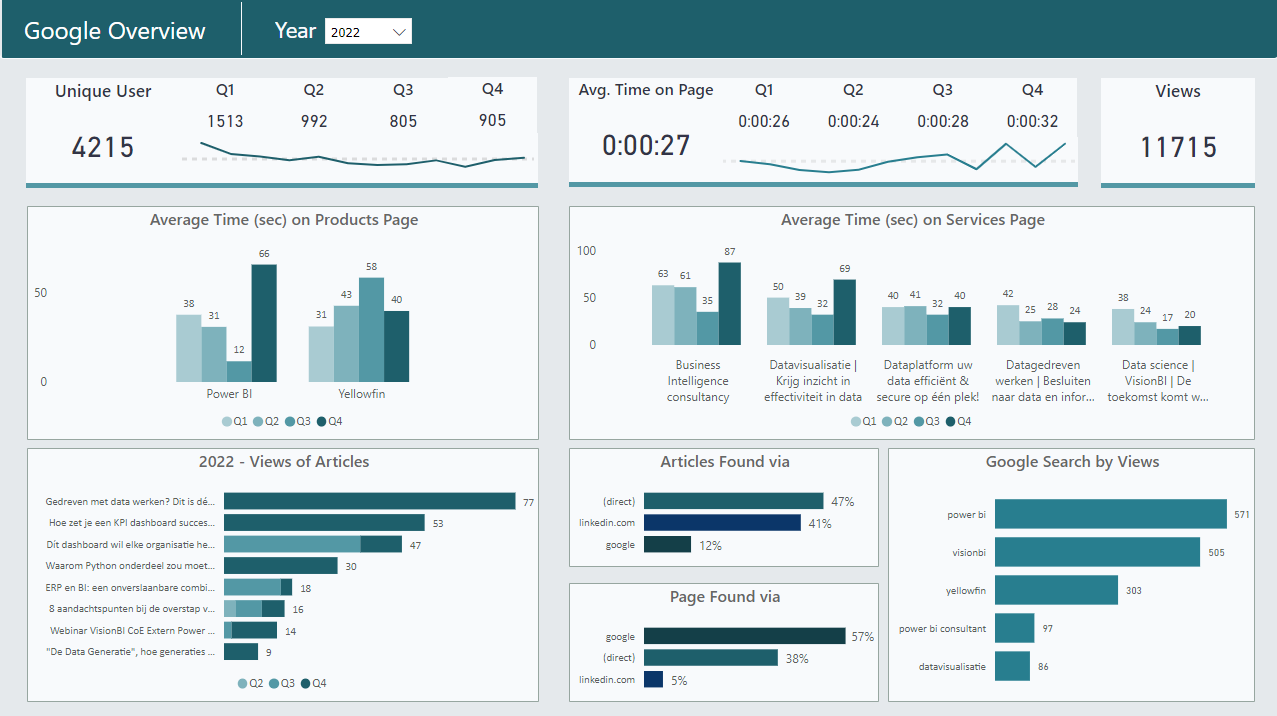 Google Overview
Year 2022
Unique User
4215
Q1 Q2 Q3 Q4
1513 992 805 905
Avg. Time on Page
0:00:27
Q1 Q2 Q3 Q4
0:00:26 0:00:24 0:00:28 0:00:32
Views
11715
Average Time (sec) on Products Page
50
0
38 31 12 66
31 43 58 40
Power BI Yellowfin
Q1 Q2 Q3 Q4
Average Time (sec) on Services Page
100
50
0
63 61 35 87
50 39 32 69
40 41 32 40
42 25 28 24
38 24 17 20
Business
Intelligence
consultancy
Datavisualisatie |
Krijg inzicht in
effectiviteit in data
Dataplatform uw
data efficiënt &
secure op één plek!
Datagedreven
werken | Besluiten
naar data en infor...
Data science |
VisionBI | De
toekomst komt w...
Q1 Q2 Q3 Q4
2022 - Views of Articles
Gedreven met data werken? Dit is dé... 77
Hoe zet je een KPI dashboard succes... 53
Dit dashboard wil elke organisatie he... 47
Waarom Python onderdeel zou moet... 30
ERP en BI: een onverslaanbare combi... 18
8 aandachtspunten bij de overstap v... 16
Webinar VisionBI CoE Extern Power ... 14
"De Data Generatie", hoe generaties ... 9
Q2 Q3 Q4
Articles Found via
(direct) 47%
linkedin.com 41%
google 12%
Page Found via
google 57%
(direct) 38%
linkedin.com 5%
Google Search by Views
power bi 571
visionbi 505
yellowfin 303
power bi consultant 97
datavisualisatie 86